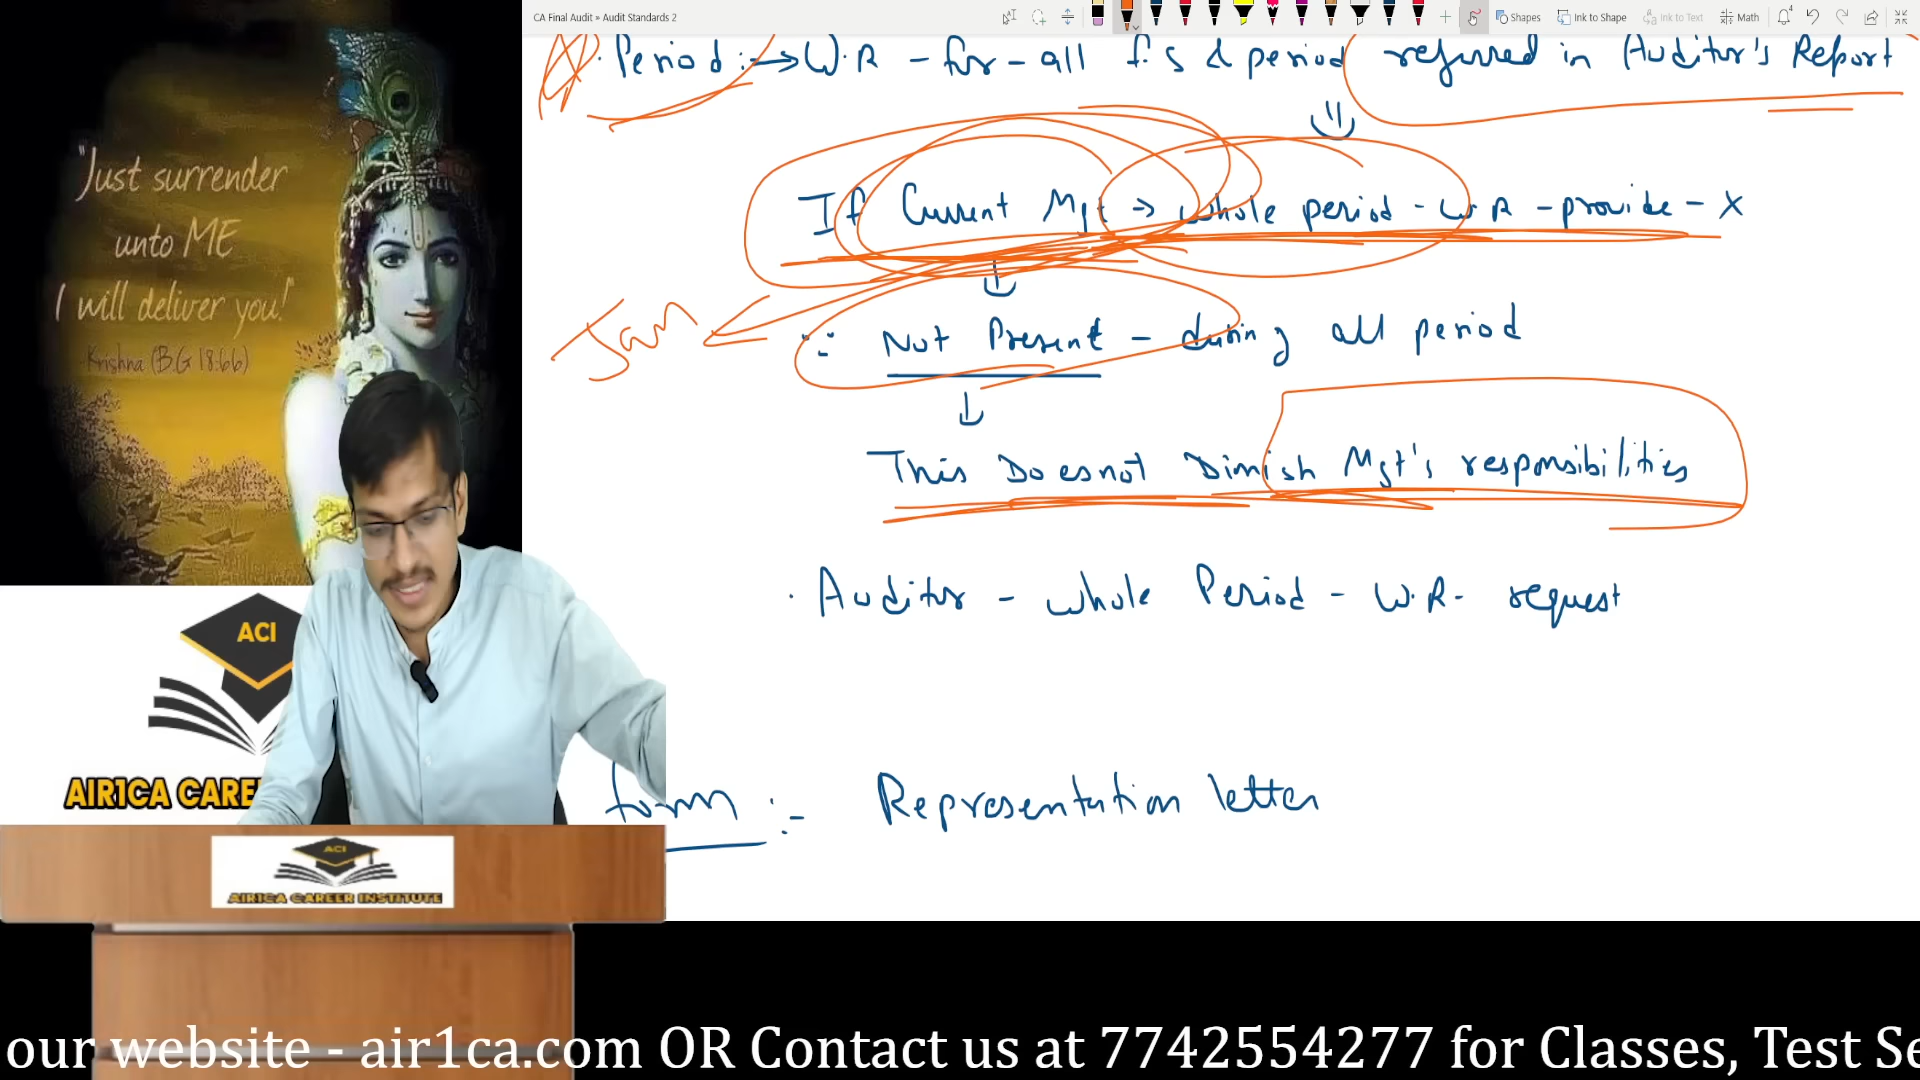 CA Final Audit » Audit Standards 2
Shapes
Ink to Shape
Ink to Text
Math
Period :→ W.R - for - all f.s & period referred in Auditor's Report
If Current Mgt → whole period - W R - provide - X
Jan
∵ Not Present - during all period
This Doesnot Dimish Mgt's responsibilities
. Auditor - whole Period - W.R - request
form :- Representation letter
"Just surrender
unto ME
I will deliver you!"
-Krishna (B.G 18:66)
ACI
AIR1CA CARE
ACI
AIR1CA CAREER INSTITUTE
our website - air1ca.com OR Contact us at 7742554277 for Classes, Test Se